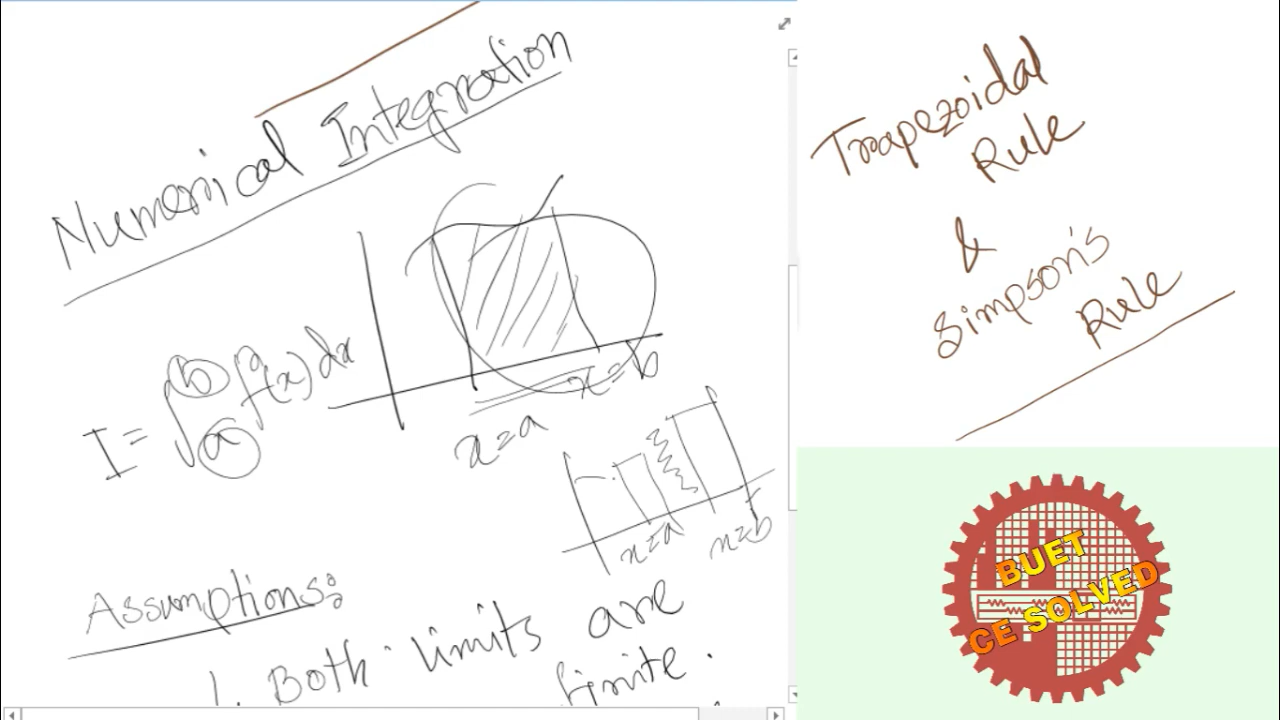 Numerical Integration
I = ∫ₐᵇ f(x) dx
x=a
x=b
x=a
x=b
Assumptions:
1. Both limits are
finite.
Trapezoidal
Rule
&
Simpson's
Rule
BUET
CE SOLVED